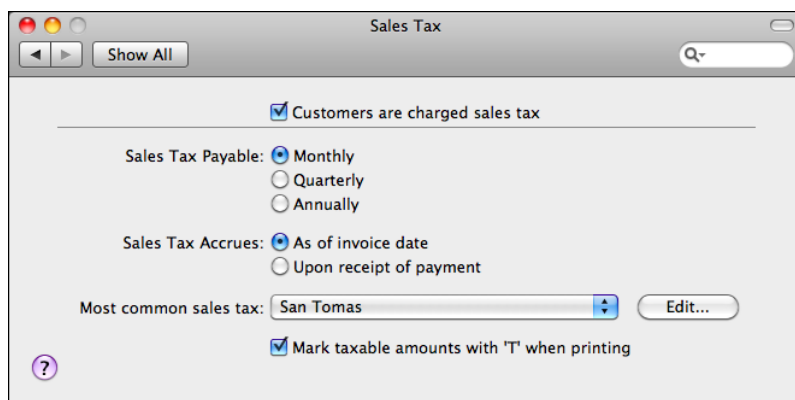 Sales Tax
Show All
Customers are charged sales tax
Sales Tax Payable: Monthly
Quarterly
Annually
Sales Tax Accrues: As of invoice date
Upon receipt of payment
Most common sales tax: San Tomas Edit...
Mark taxable amounts with 'T' when printing
?